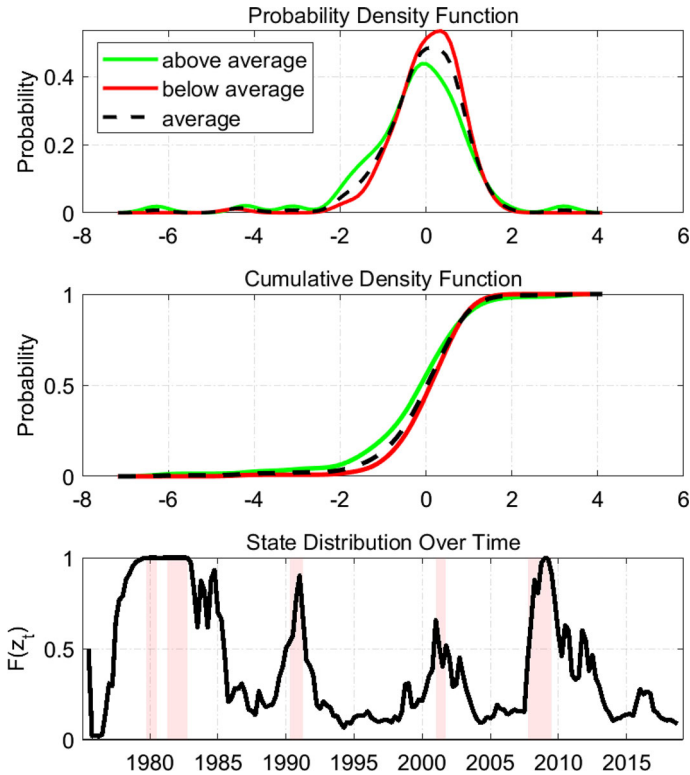 Probability Density Function
Probability
0.4
0.2
0
above average
below average
average
-8 -6 -4 -2 0 2 4 6
Cumulative Density Function
Probability
1
0.5
0
-8 -6 -4 -2 0 2 4 6
State Distribution Over Time
F(z_t)
1
0.5
0
1980 1985 1990 1995 2000 2005 2010 2015